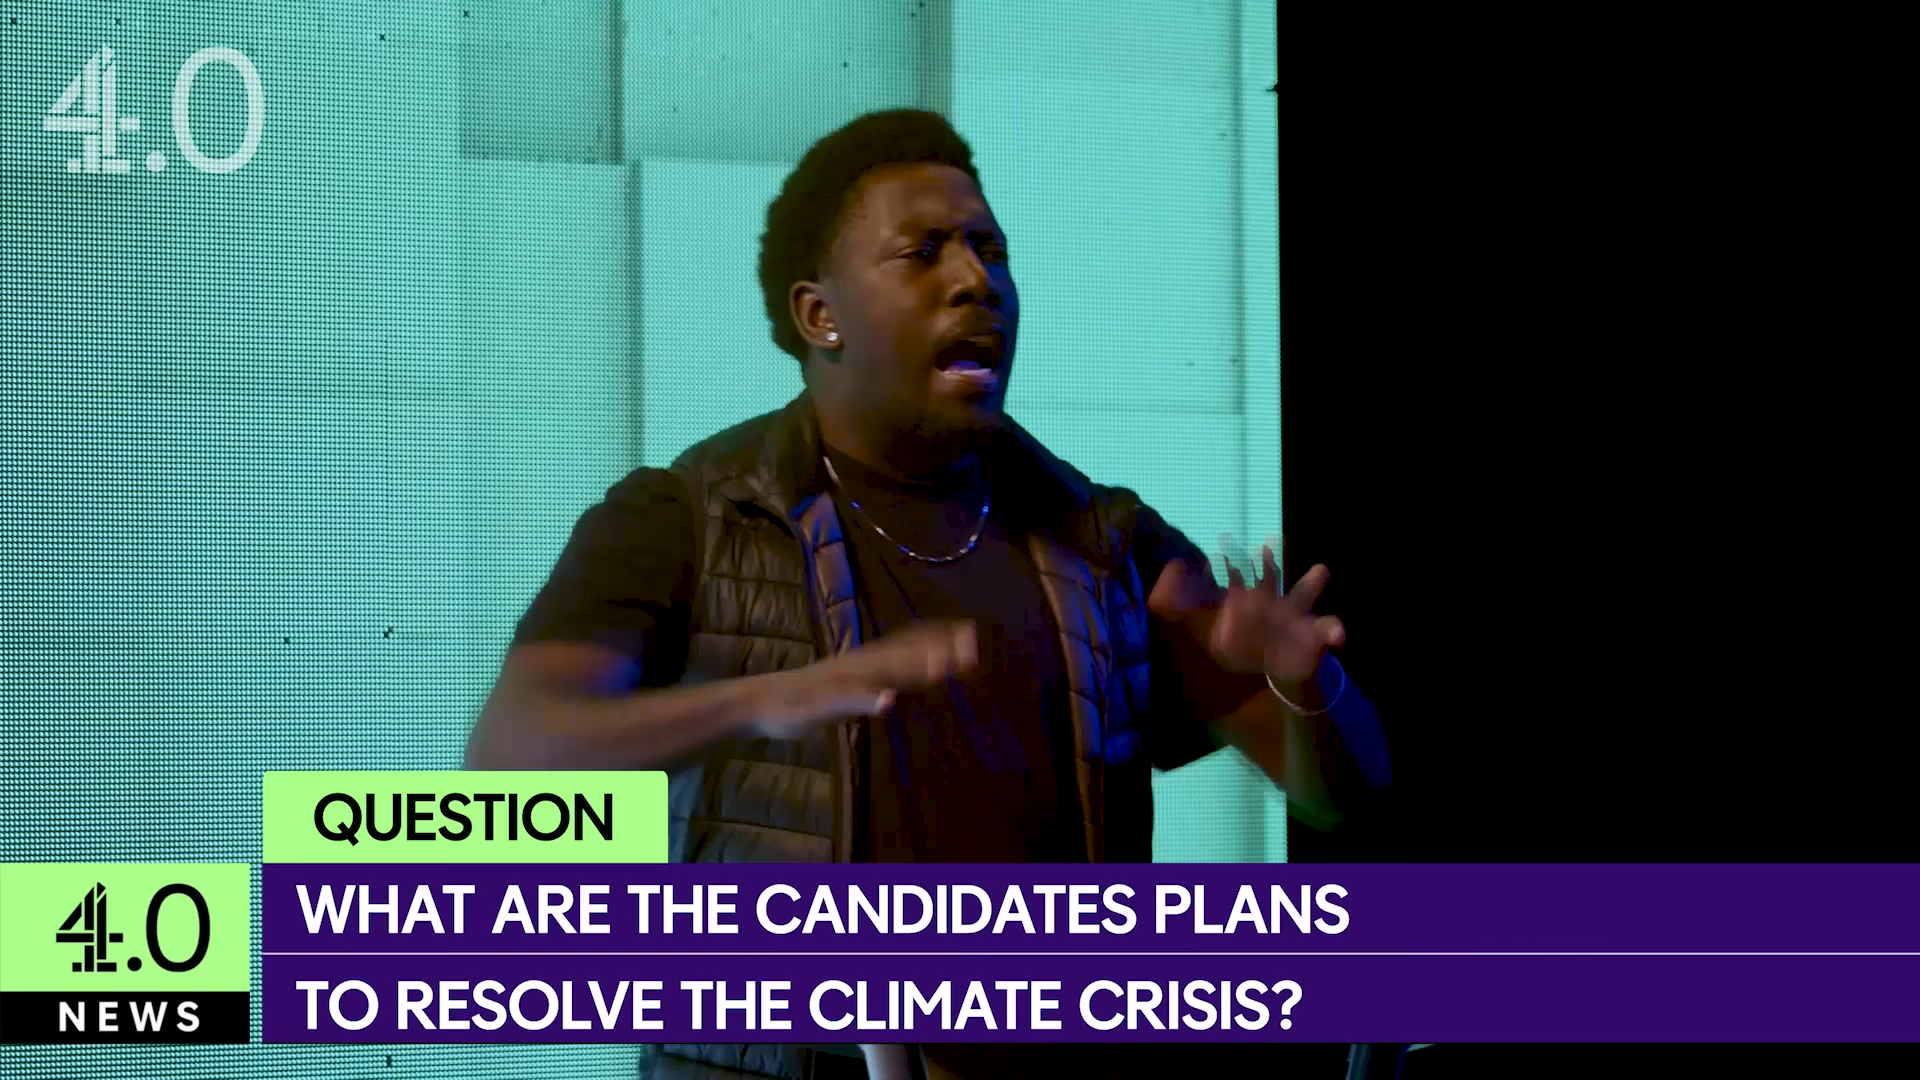 4.0
QUESTION
WHAT ARE THE CANDIDATES PLANS
TO RESOLVE THE CLIMATE CRISIS?
4.0
NEWS